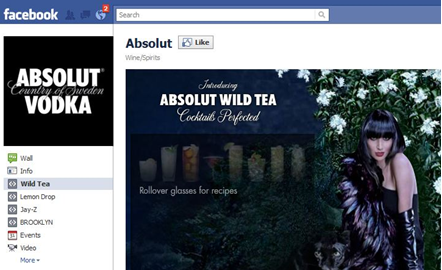 facebook
2
Search
ABSOLUT
Country of Sweden
VODKA
Absolut
Like
Wine/Spirits
Wall
Info
Wild Tea
Lemon Drop
Jay-Z
BROOKLYN
31
Events
Video
More
Introducing
ABSOLUT WILD TEA
Cocktails Perfected
Rollover glasses for recipes